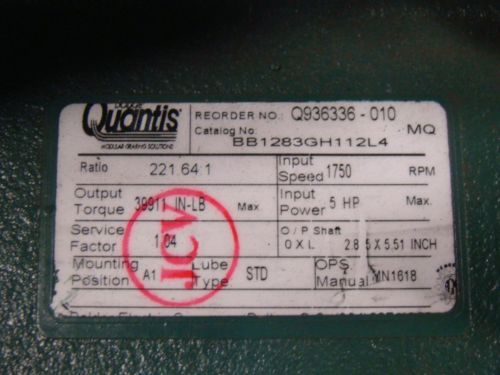 DODGE
Quantis
MODULAR GEARING SOLUTIONS
REORDER NO. Q936336-010
Catalog No. BB1283GH112L4 MQ
Ratio 221.64:1 Input Speed 1750 RPM
Output Torque 39911 IN-LB Max. Input Power 5 HP Max.
Service Factor 1.04 O/P Shaft O X L 2.8 5 X 5.51 INCH
Mounting Position A1 Lube Type STD OPS Manual MN1618
JCV